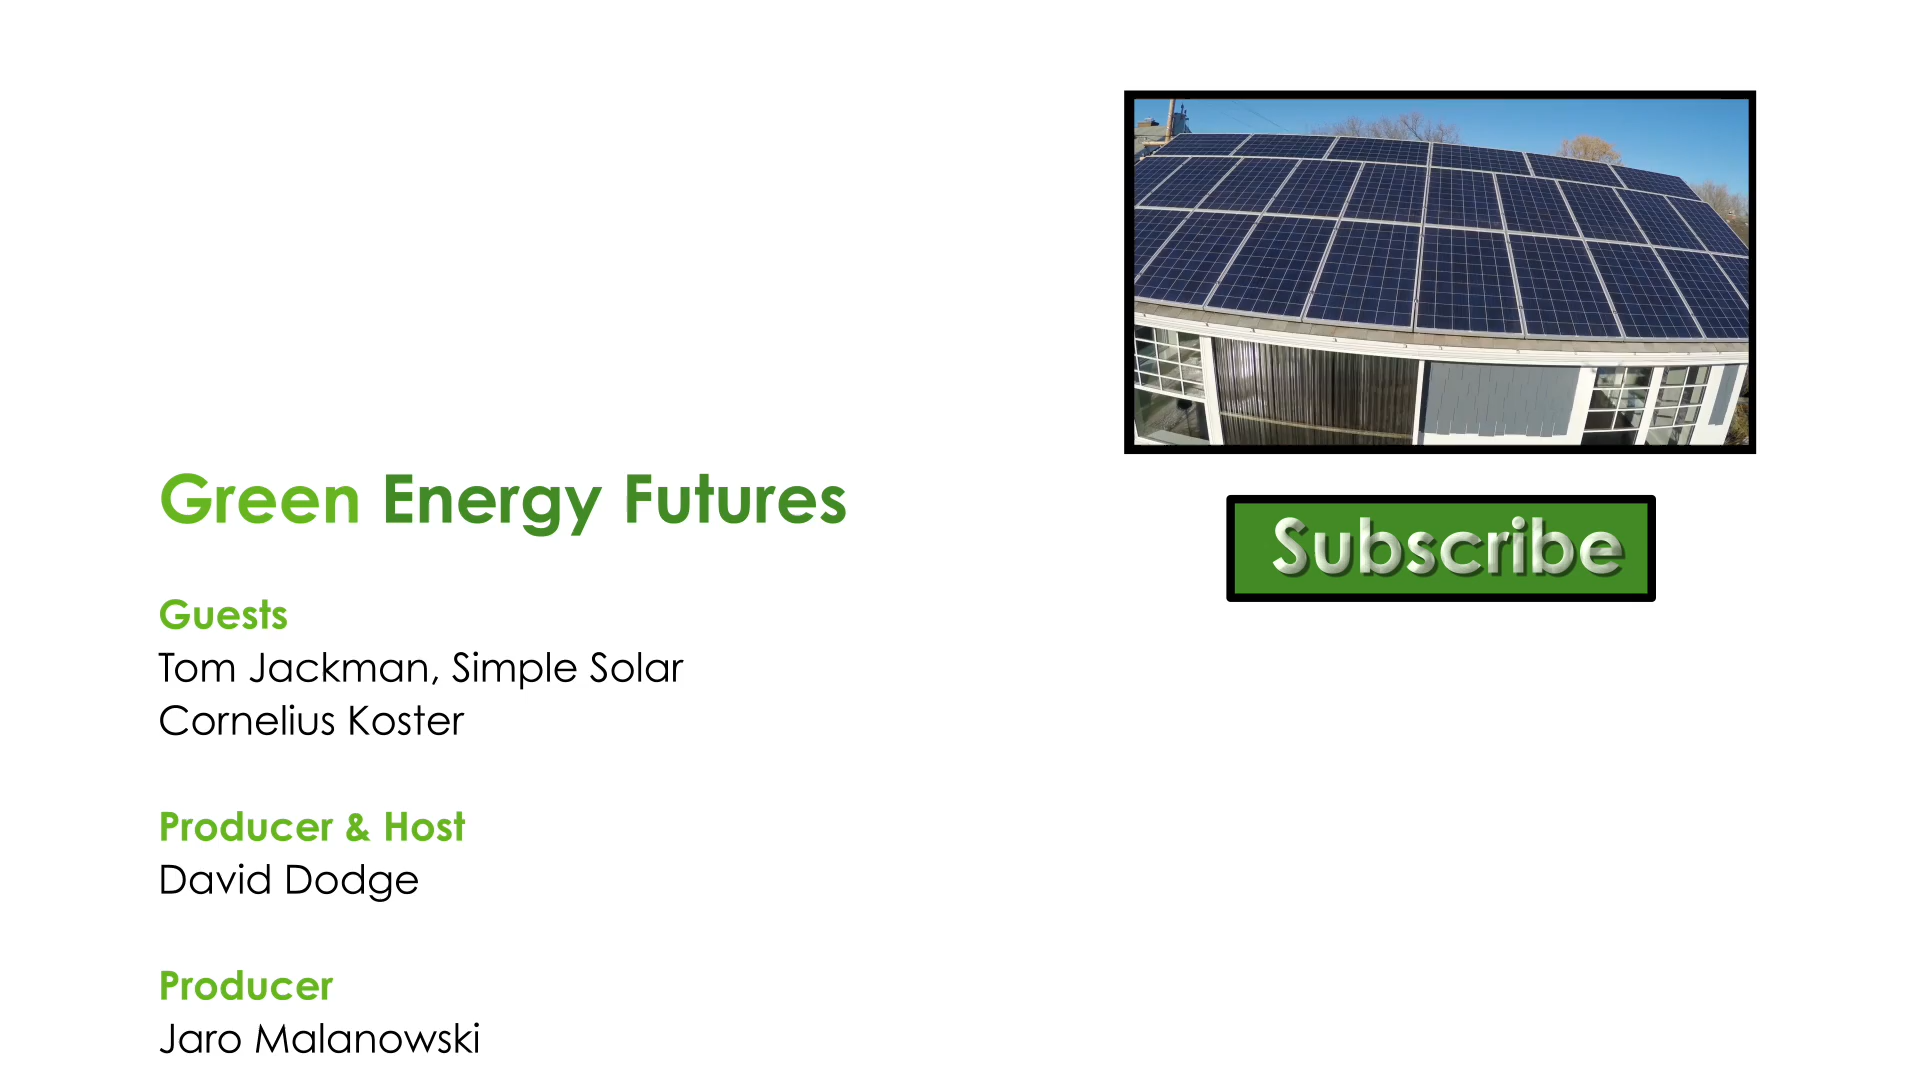 Green Energy Futures
Guests
Tom Jackman, Simple Solar
Cornelius Koster
Producer & Host
David Dodge
Producer
Jaro Malanowski
Subscribe